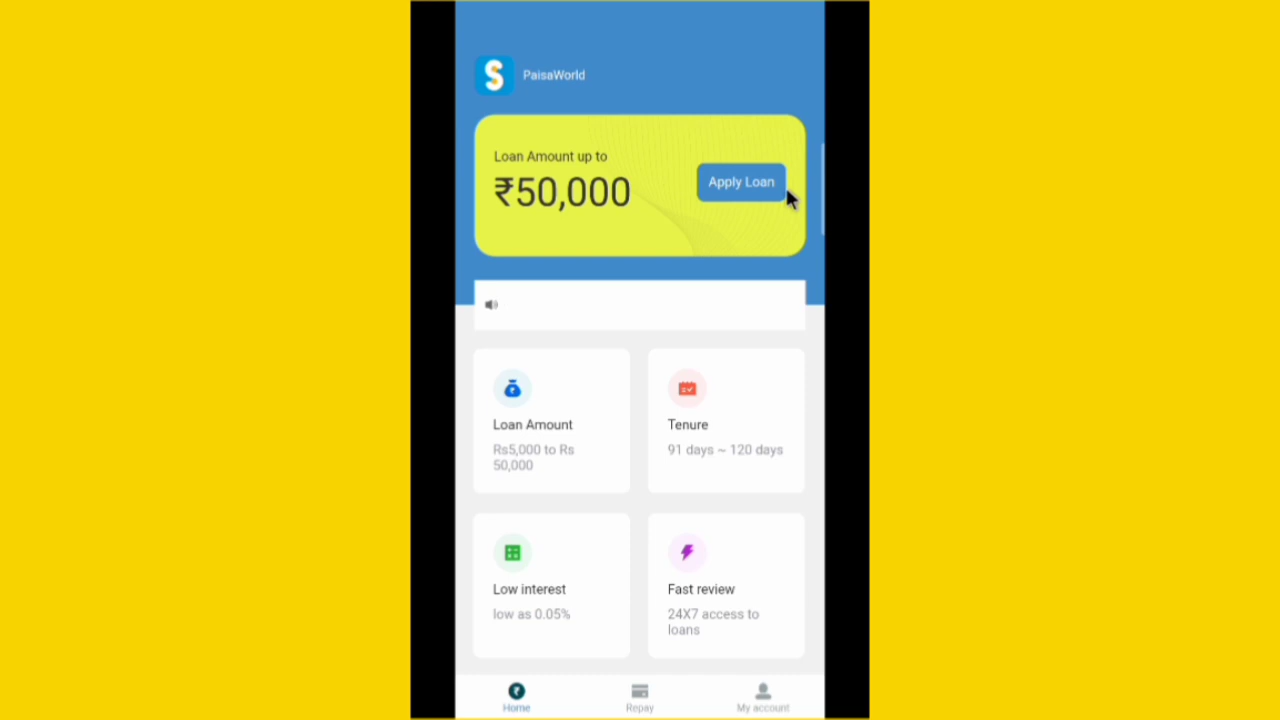 PaisaWorld
Loan Amount up to
₹50,000
Apply Loan
Loan Amount
Rs5,000 to Rs
50,000
Tenure
91 days ~ 120 days
Low interest
low as 0.05%
Fast review
24X7 access to
loans
Home
Repay
My account